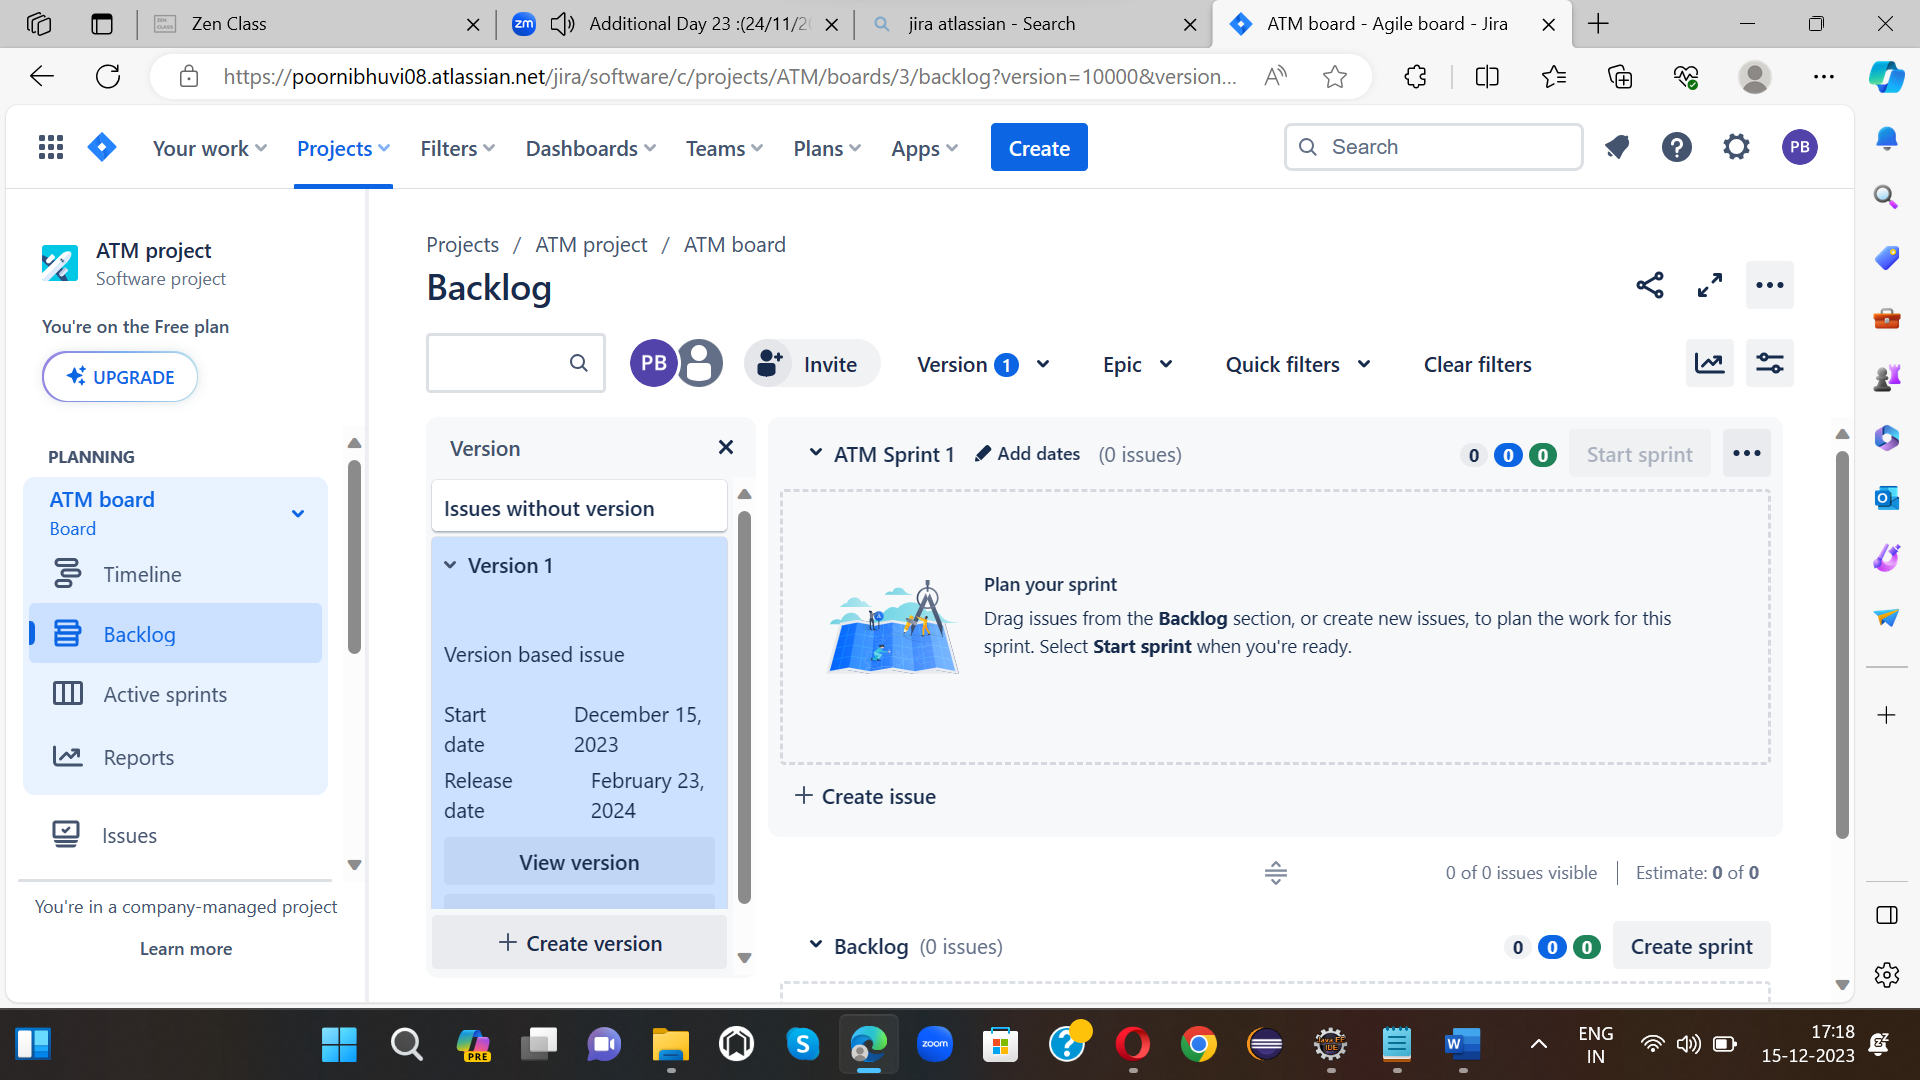 Zen Class
zm
Additional Day 23 :(24/11/20
jira atlassian - Search
ATM board - Agile board - Jira
https://poornibhuvi08.atlassian.net/jira/software/c/projects/ATM/boards/3/backlog?version=10000&version...
Your work
Projects
Filters
Dashboards
Teams
Plans
Apps
Create
Search
PB
ATM project
Software project
You're on the Free plan
UPGRADE
PLANNING
ATM board
Board
Timeline
Backlog
Active sprints
Reports
Issues
You're in a company-managed project
Learn more
Projects / ATM project / ATM board
Backlog
PB
Invite
Version 1
Epic
Quick filters
Clear filters
Version
Issues without version
Version 1
Version based issue
Start date December 15, 2023
Release date February 23, 2024
View version
+ Create version
ATM Sprint 1 Add dates (0 issues)
0 0 0 Start sprint
Plan your sprint
Drag issues from the Backlog section, or create new issues, to plan the work for this
sprint. Select Start sprint when you're ready.
+ Create issue
0 of 0 issues visible
Estimate: 0 of 0
Backlog (0 issues)
0 0 0 Create sprint
PRE
zoom
ENG
IN
17:18
15-12-2023